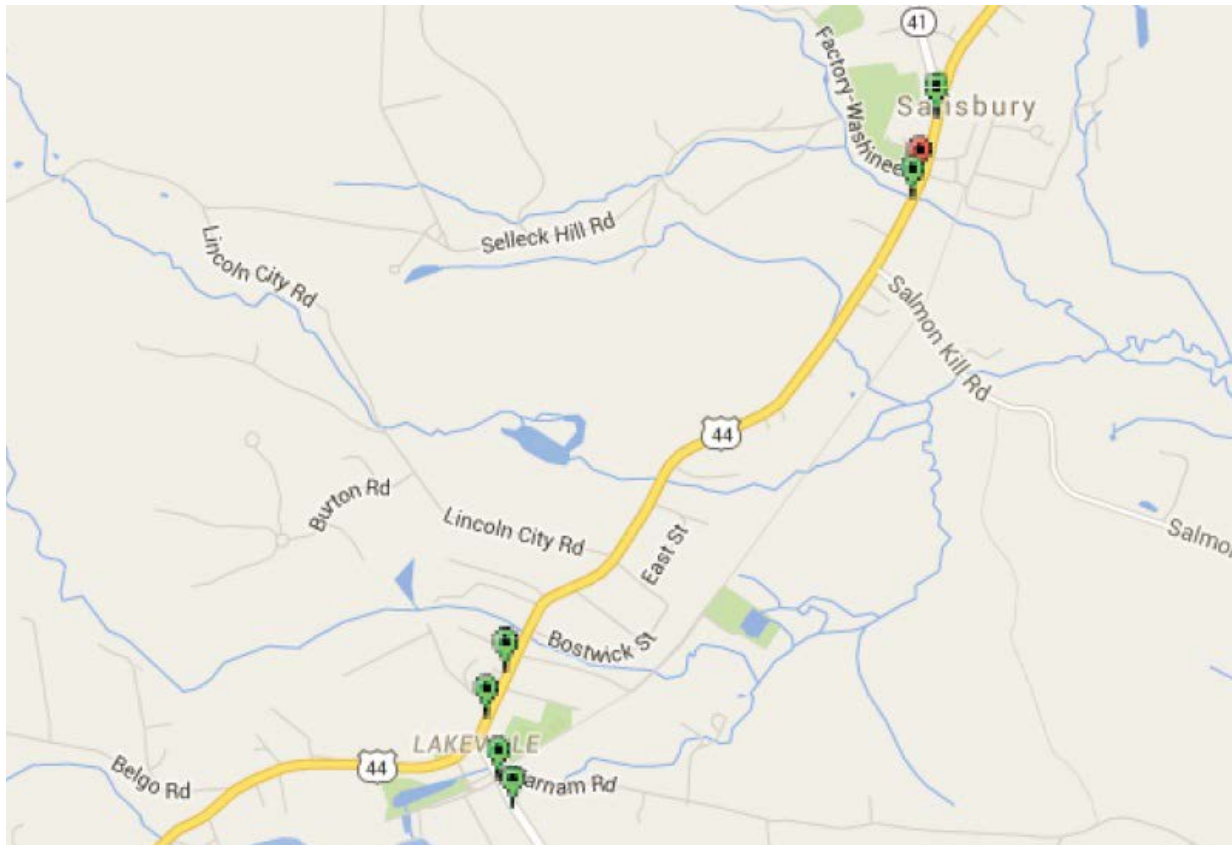 41
Factory-Washinee
Salisbury
Selleck Hill Rd
Lincoln City Rd
Salmon Kill Rd
44
Burton Rd
Lincoln City Rd
East St
Salmon
Bostwick St
LAKEVILLE
44
Belgo Rd
arnam Rd